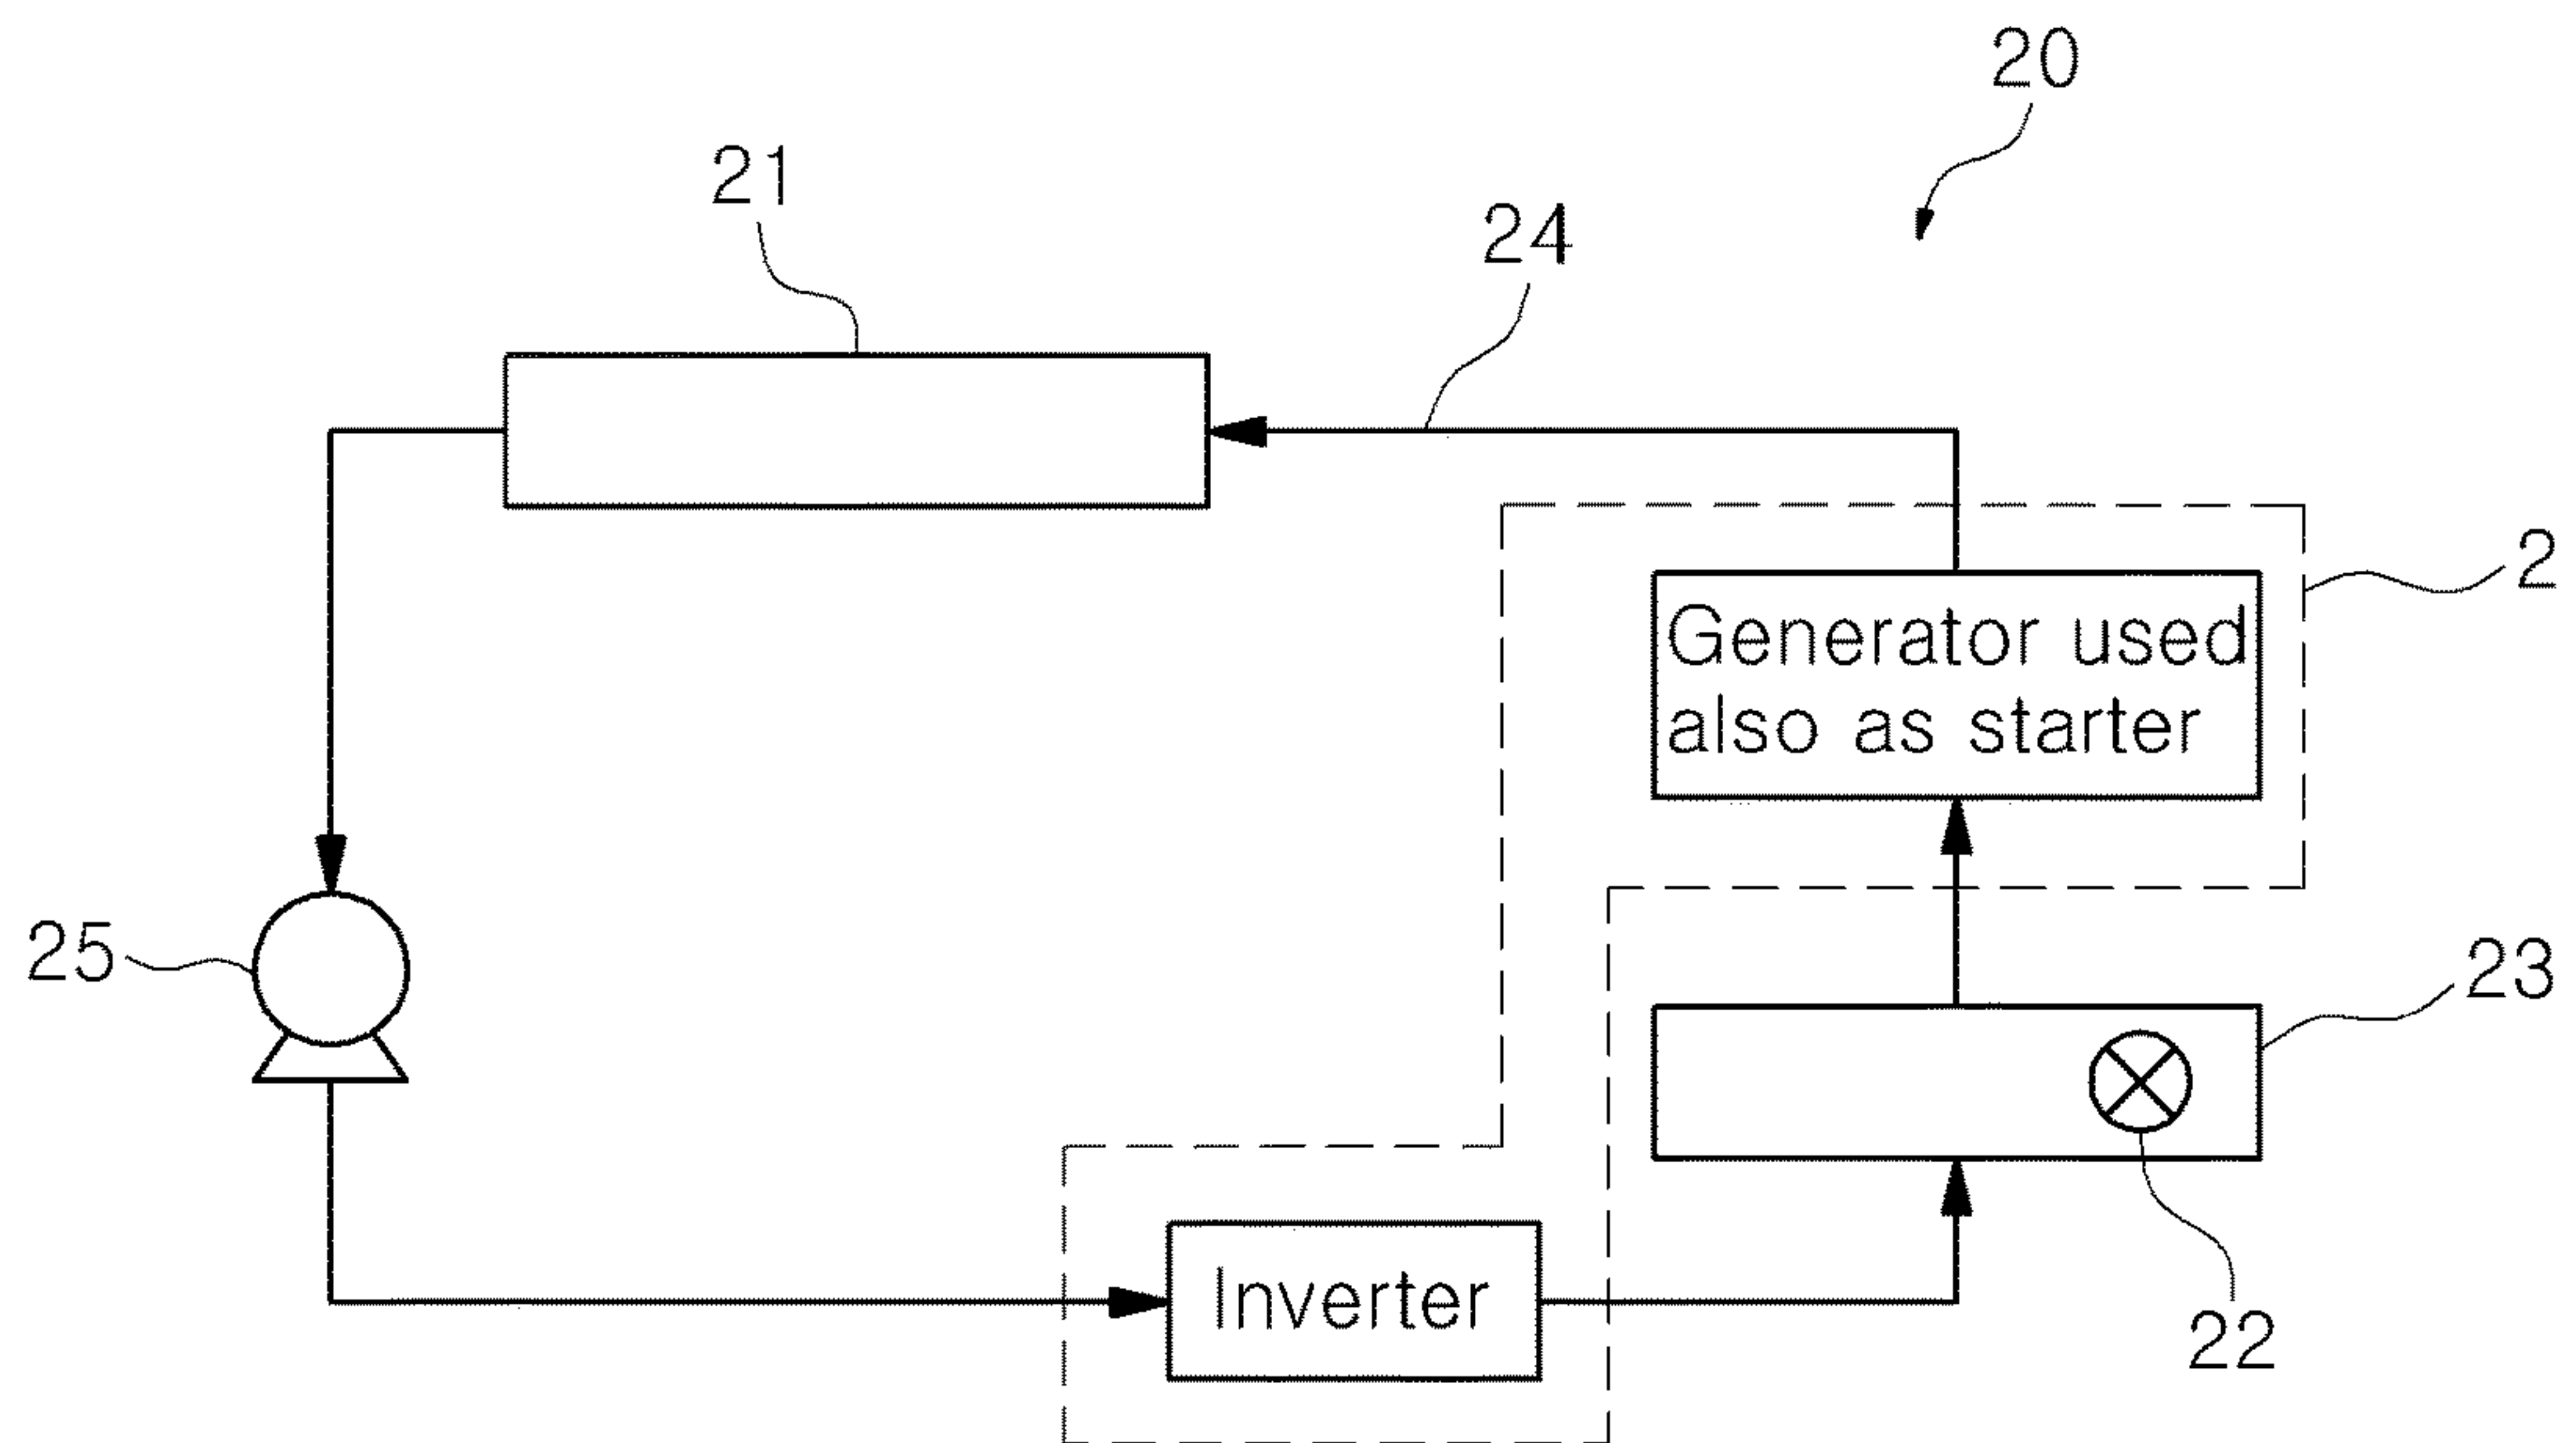 20
21
24
2
Generator used
also as starter
25
23
Inverter
22